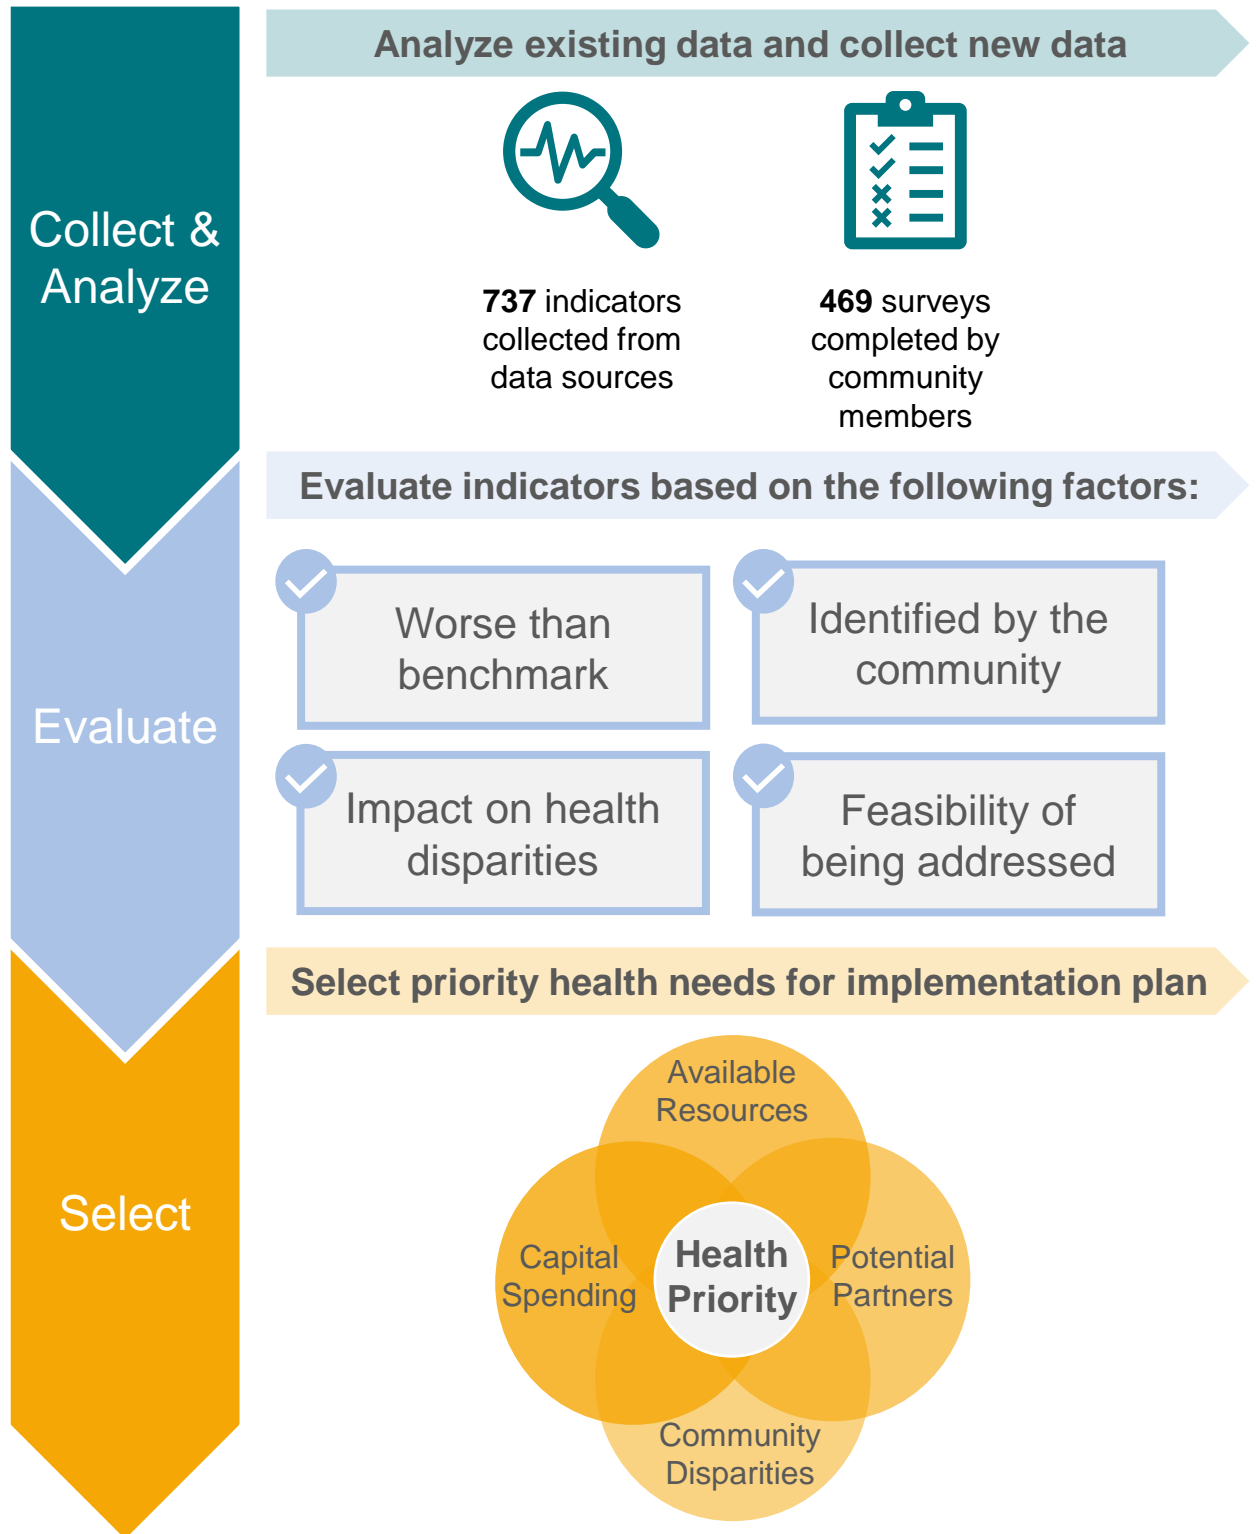 Analyze existing data and collect new data
Collect &
Analyze
737 indicators
collected from
data sources
469 surveys
completed by
community
members
Evaluate indicators based on the following factors:
Evaluate
Worse than
benchmark
Identified by the
community
Impact on health
disparities
Feasibility of
being addressed
Select priority health needs for implementation plan
Select
Available
Resources
Capital
Spending
Health
Priority
Potential
Partners
Community
Disparities